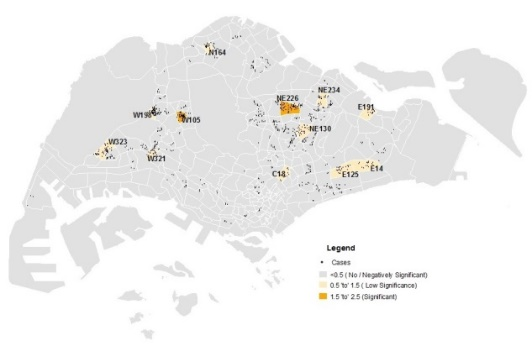 N164
NE234
NE226
E191
W198
W105
NE130
W323
W321
C18
E14
E125
Legend
Cases
<0.5 ( No / Negatively Significant)
0.5 'to' 1.5 ( Low Significance)
1.5 'to' 2.5 (Significant)